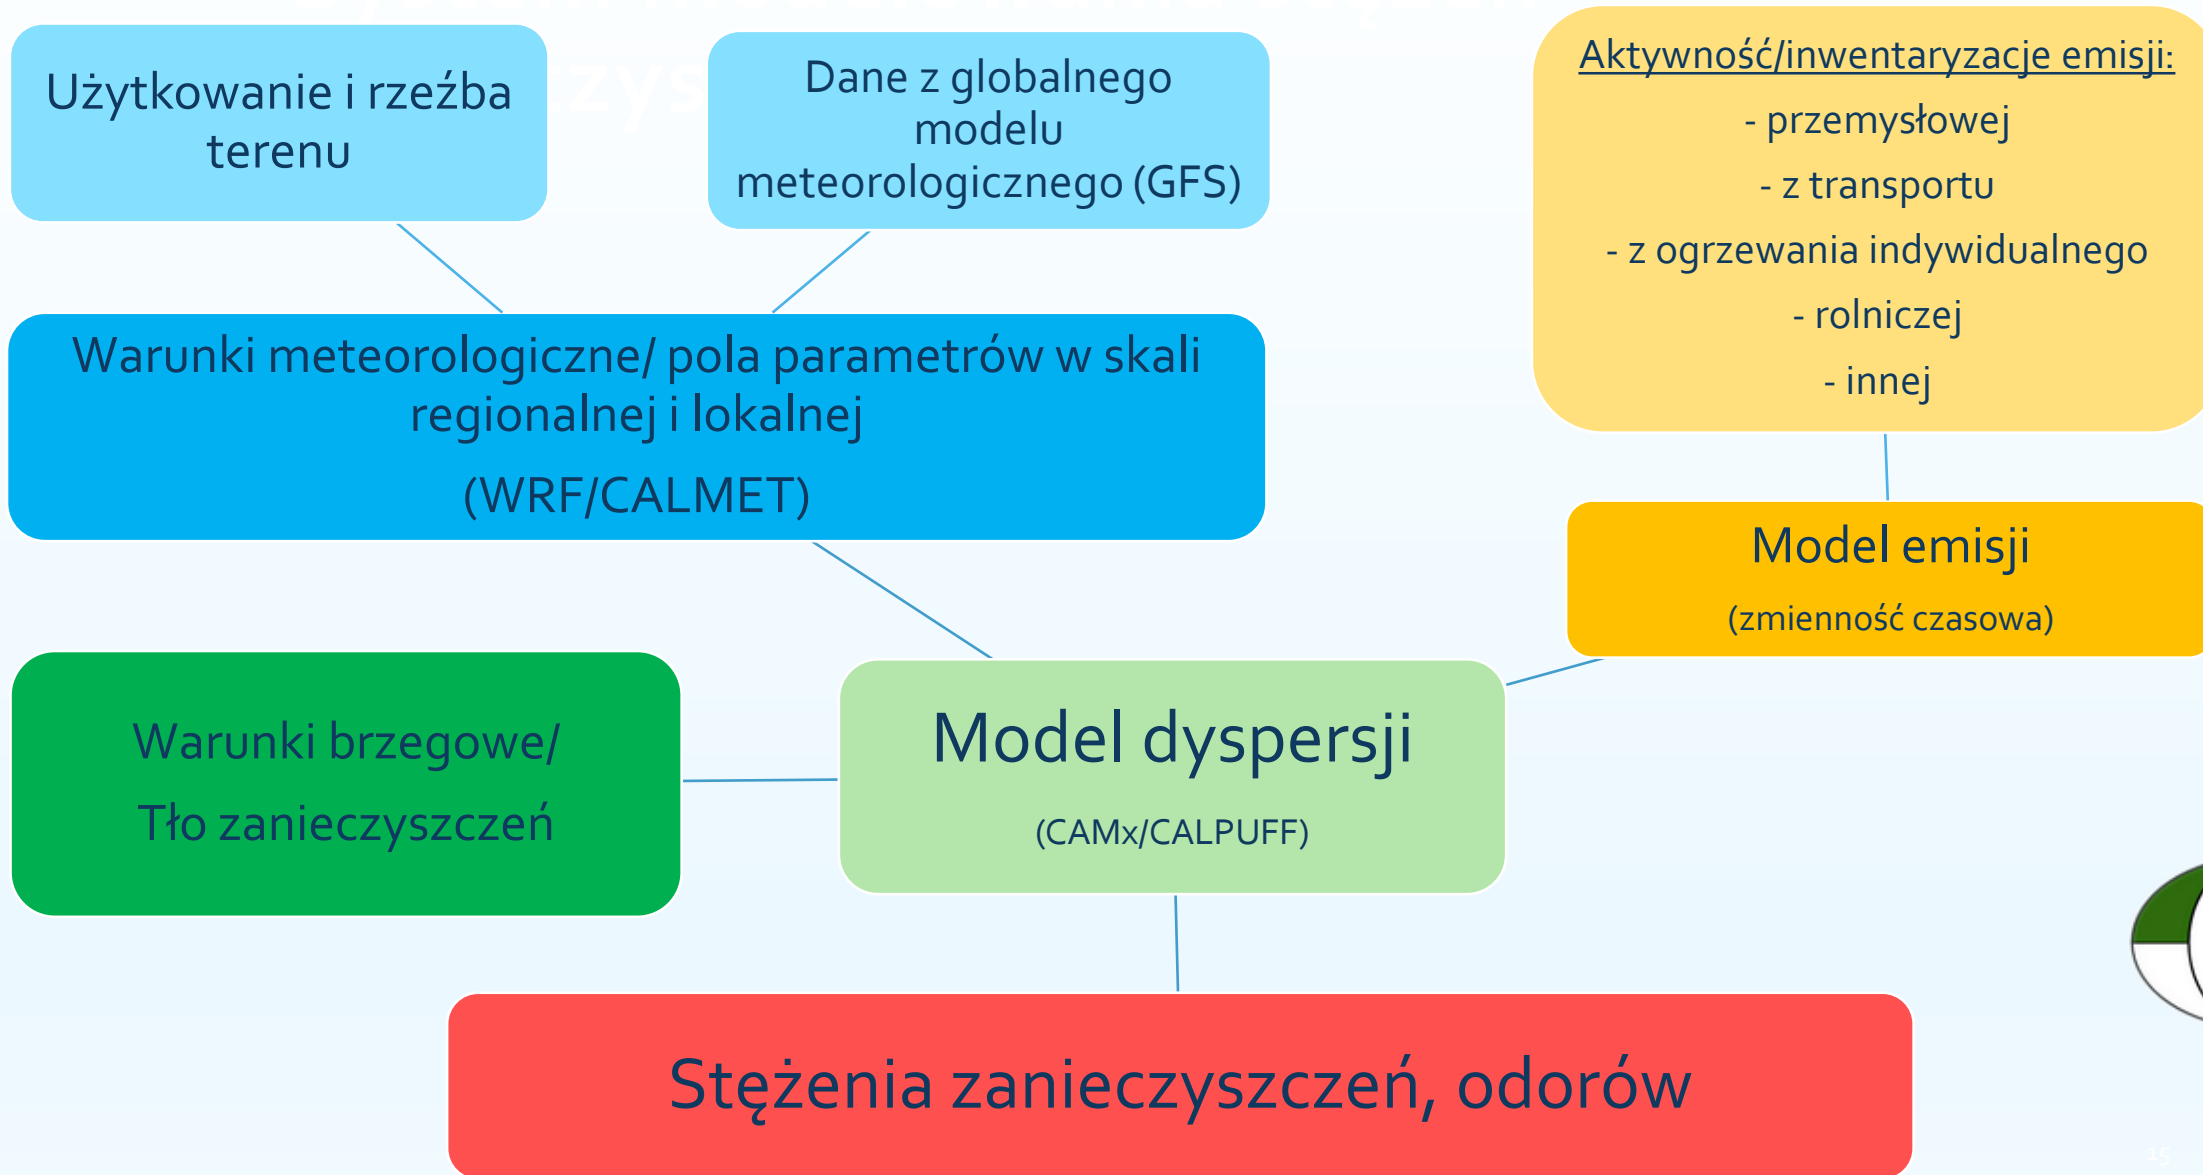 Użytkowanie i rzeźba
terenu
Dane z globalnego
modelu
meteorologicznego (GFS)
Aktywność/inwentaryzacje emisji:
- przemysłowej
- z transportu
- z ogrzewania indywidualnego
- rolniczej
- innej
Warunki meteorologiczne/ pola parametrów w skali
regionalnej i lokalnej
(WRF/CALMET)
Model emisji
(zmienność czasowa)
Warunki brzegowe/
Tło zanieczyszczeń
Model dyspersji
(CAMx/CALPUFF)
Stężenia zanieczyszczeń, odorów
15